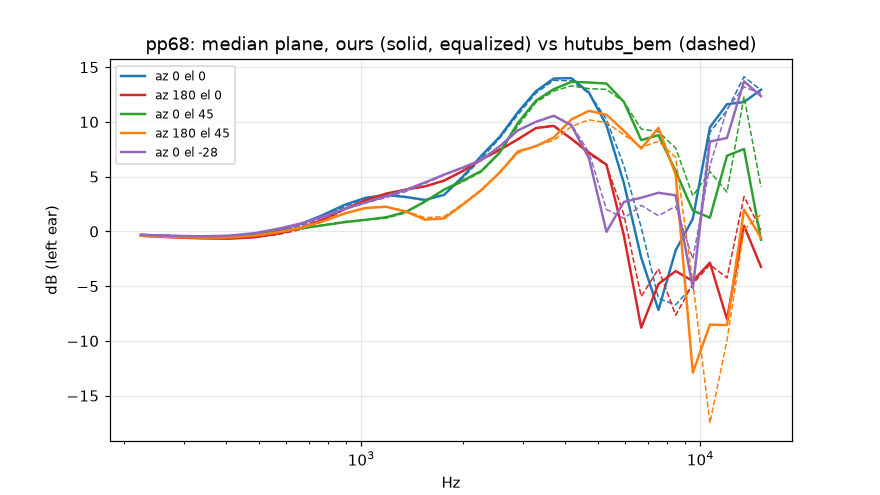 pp68: median plane, ours (solid, equalized) vs hutubs_bem (dashed)
15
10
5
0
−5
−10
−15
dB (left ear)
az 0 el 0
az 180 el 0
az 0 el 45
az 180 el 45
az 0 el -28
10³
10⁴
Hz